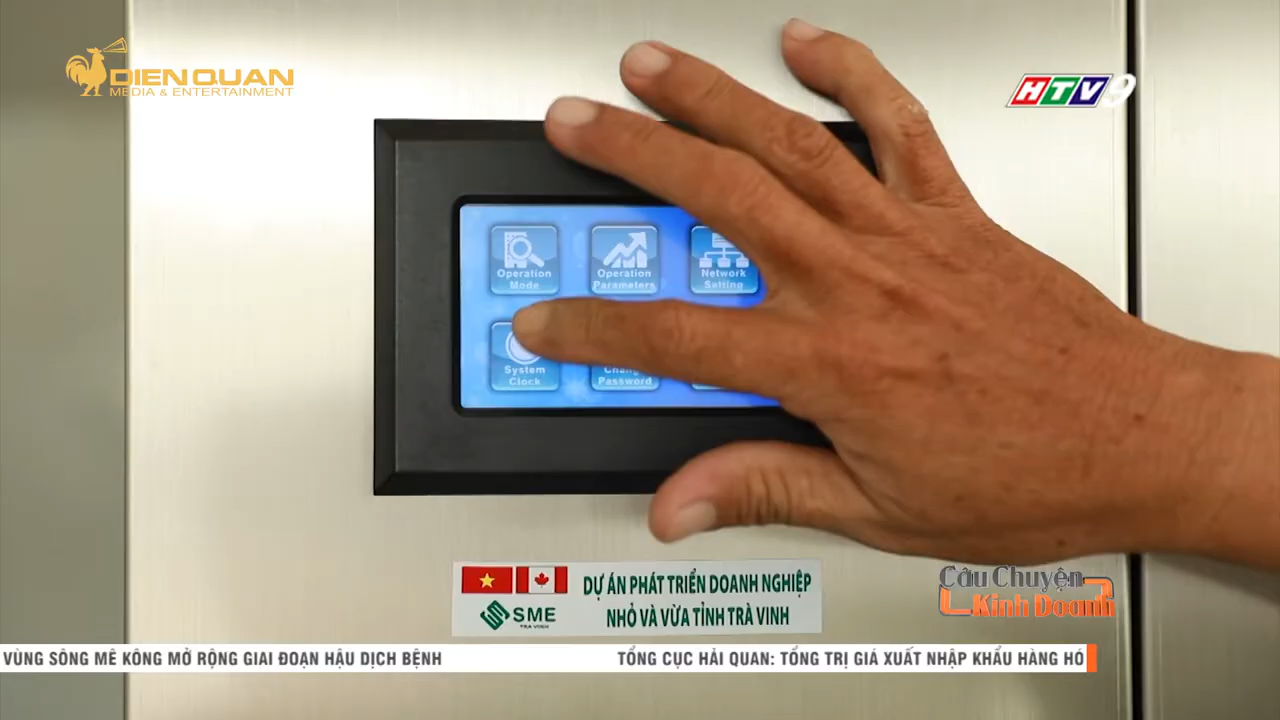 DIEN QUAN
MEDIA & ENTERTAINMENT
HTV9
Operation
Mode
Operation
Parameters
Network
Setting
System
Clock
Password
DỰ ÁN PHÁT TRIỂN DOANH NGHIỆP
NHỎ VÀ VỪA TỈNH TRÀ VINH
SME
TRA VINH
Câu Chuyện
Kinh Doanh
VÙNG SÔNG MÊ KÔNG MỞ RỘNG GIAI ĐOẠN HẬU DỊCH BỆNH
TỔNG CỤC HẢI QUAN: TỔNG TRỊ GIÁ XUẤT NHẬP KHẨU HÀNG HÓ